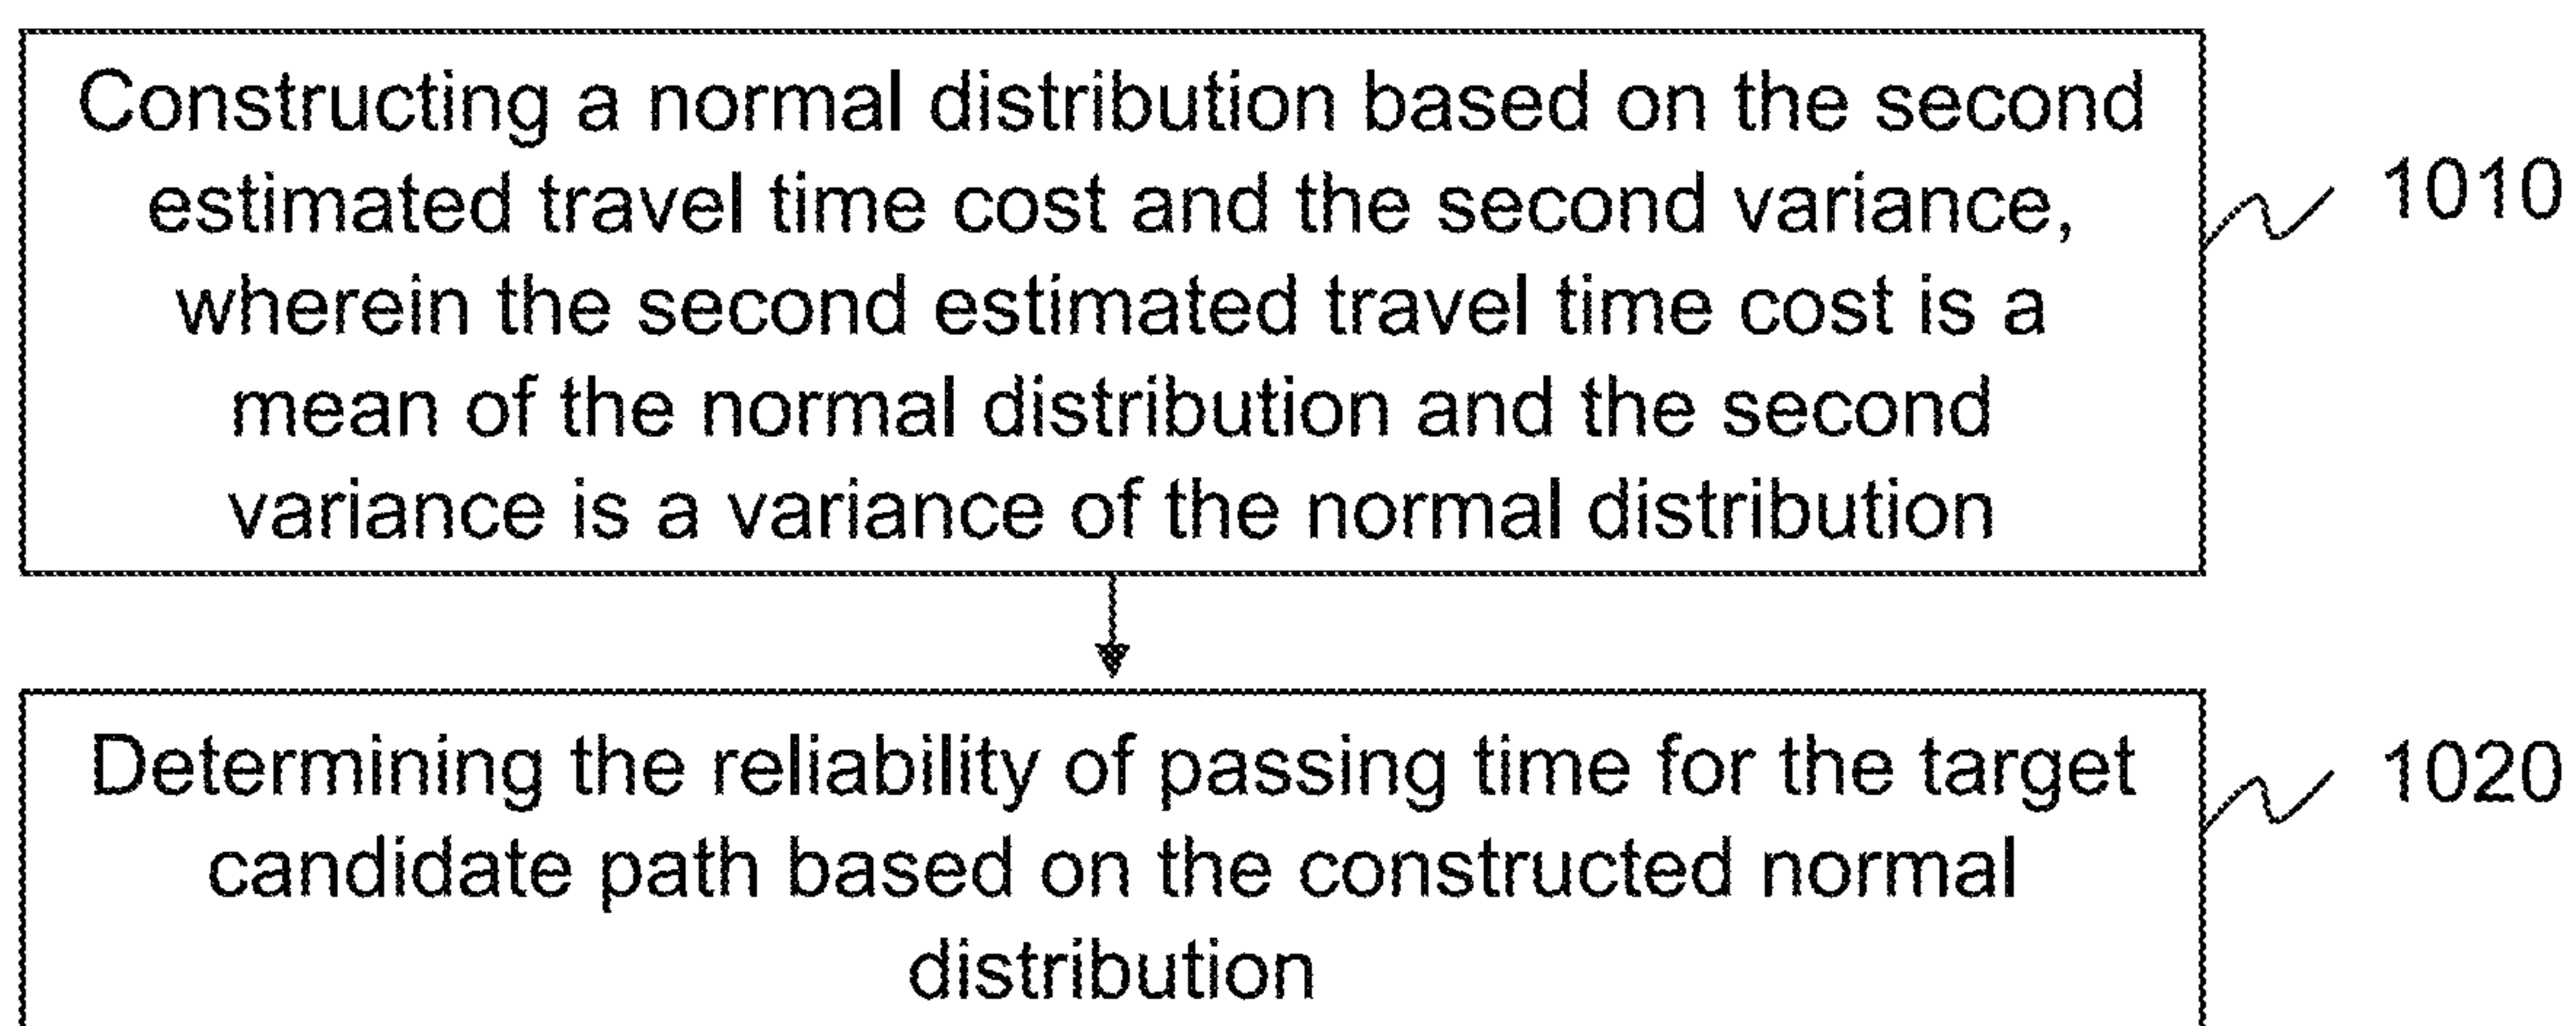 Constructing a normal distribution based on the second
estimated travel time cost and the second variance,
wherein the second estimated travel time cost is a
mean of the normal distribution and the second
variance is a variance of the normal distribution
1010
Determining the reliability of passing time for the target
candidate path based on the constructed normal
distribution
1020